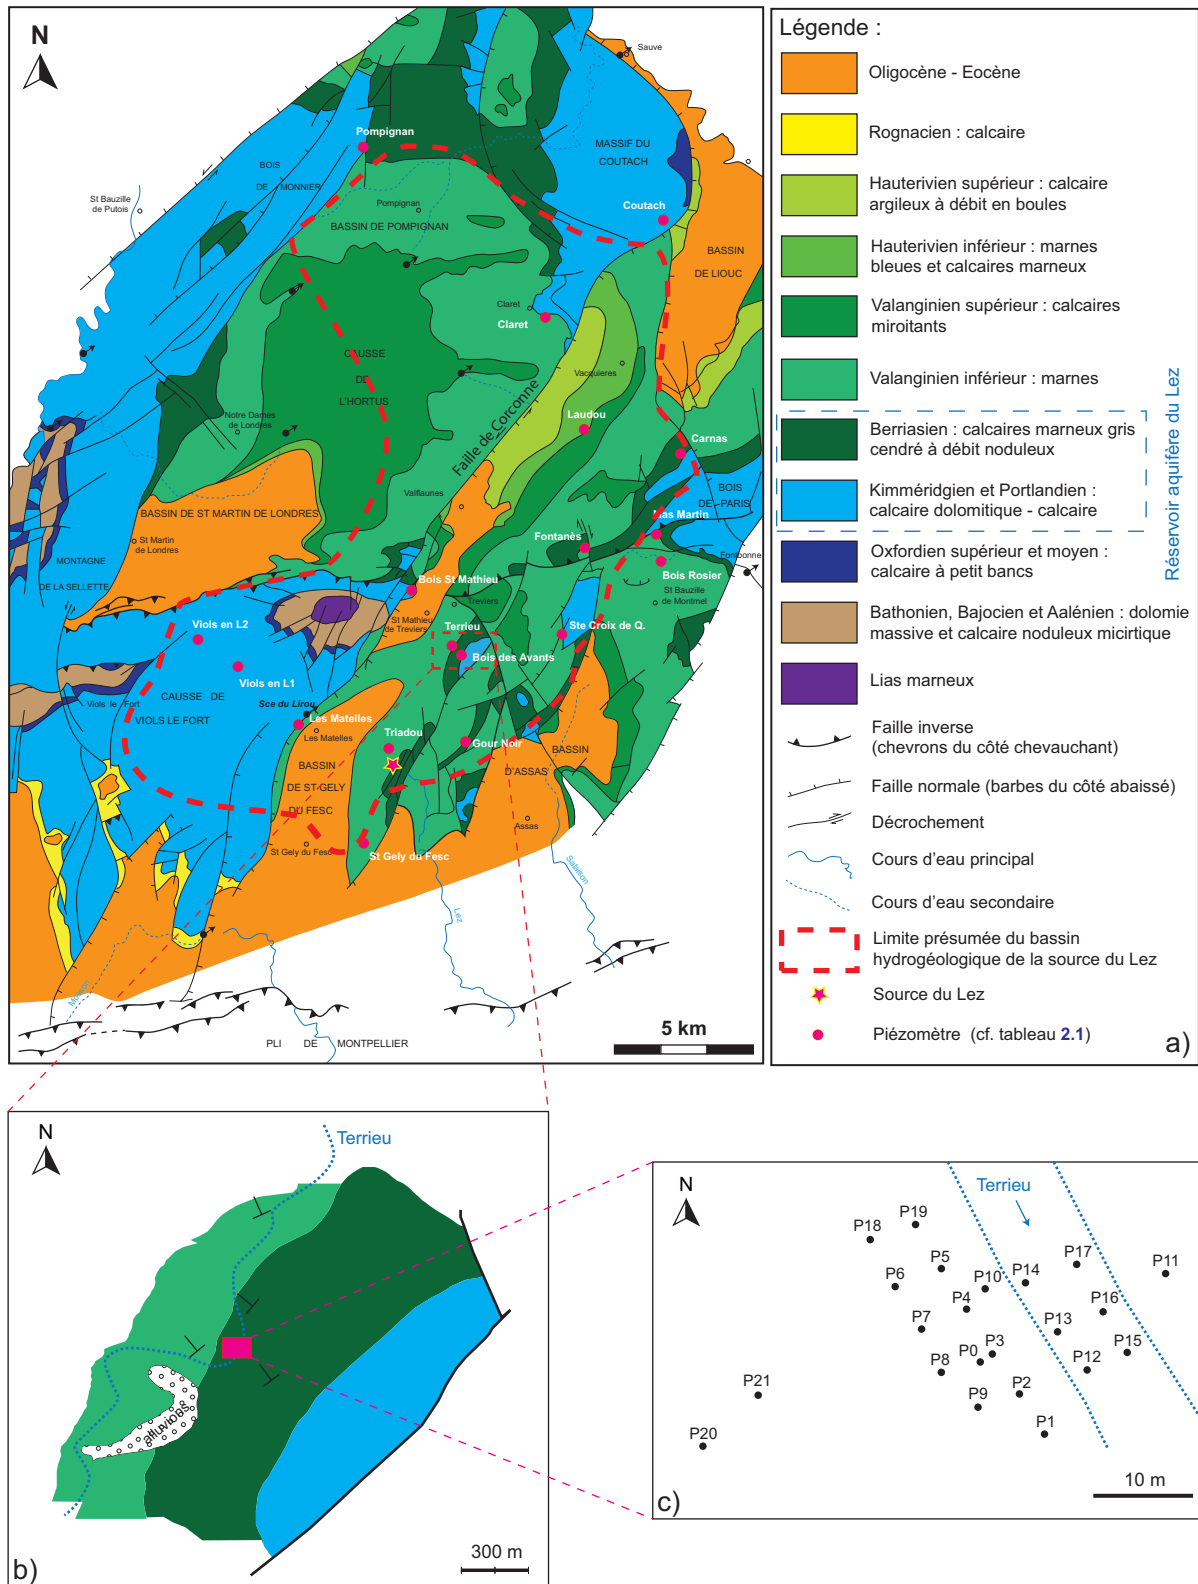 N
Sauve
Pompignan
BOIS
DE MONNIER
MASSIF DU
COUTACH
St Bauzille
de Putois
Pompignan
BASSIN DE POMPIGNAN
Coutach
BASSIN
DE LIOUC
Claret
Claret
CAUSSE
DE
L'HORTUS
Vacquieres
Faille de Corconne
Notre Dames
de Londres
Laudou
Carnas
Valflaunes
BOIS
DE PARIS
BASSIN DE ST MARTIN DE LONDRES
Lias Martin
St Martin
de Londres
Fontanès
Fontbonne
MONTAGNE
DE LA SELLETTE
Bois Rosier
Bois St Mathieu
St Bauzille
de Montmel
Treviers
St Mathieu
de Treviers
Viols en L2
Terrieu
Ste Croix de Q.
Bois des Avants
Viols en L1
CAUSSE DE
VIOLS LE FORT
Viols le Fort
Sce du Lirou
Les Matelles
Les Matelles
Triadou
Gour Noir
BASSIN
DE ST GELY
DU FESC
BASSIN
D'ASSAS
Assas
St Gely du Fesc
St Gely du Fesc
Salaison
Lez
Mosson
PLI DE MONTPELLIER
5 km
Légende :
Oligocène - Eocène
Rognacien : calcaire
Hauterivien supérieur : calcaire
argileux à débit en boules
Hauterivien inférieur : marnes
bleues et calcaires marneux
Valanginien supérieur : calcaires
miroitants
Valanginien inférieur : marnes
Berriasien : calcaires marneux gris
cendré à débit noduleux
Kimméridgien et Portlandien :
calcaire dolomitique - calcaire
Réservoir aquifère du Lez
Oxfordien supérieur et moyen :
calcaire à petit bancs
Bathonien, Bajocien et Aalénien : dolomie
massive et calcaire noduleux micirtique
Lias marneux
Faille inverse
(chevrons du côté chevauchant)
Faille normale (barbes du côté abaissé)
Décrochement
Cours d'eau principal
Cours d'eau secondaire
Limite présumée du bassin
hydrogéologique de la source du Lez
Source du Lez
Piézomètre (cf. tableau 2.1)
a)
N
Terrieu
alluvions
300 m
b)
N
Terrieu
P19
P18
P17
P5
P11
P14
P6
P10
P4
P16
P7
P13
P3
P0
P15
P8
P12
P21
P2
P9
P1
P20
10 m
c)